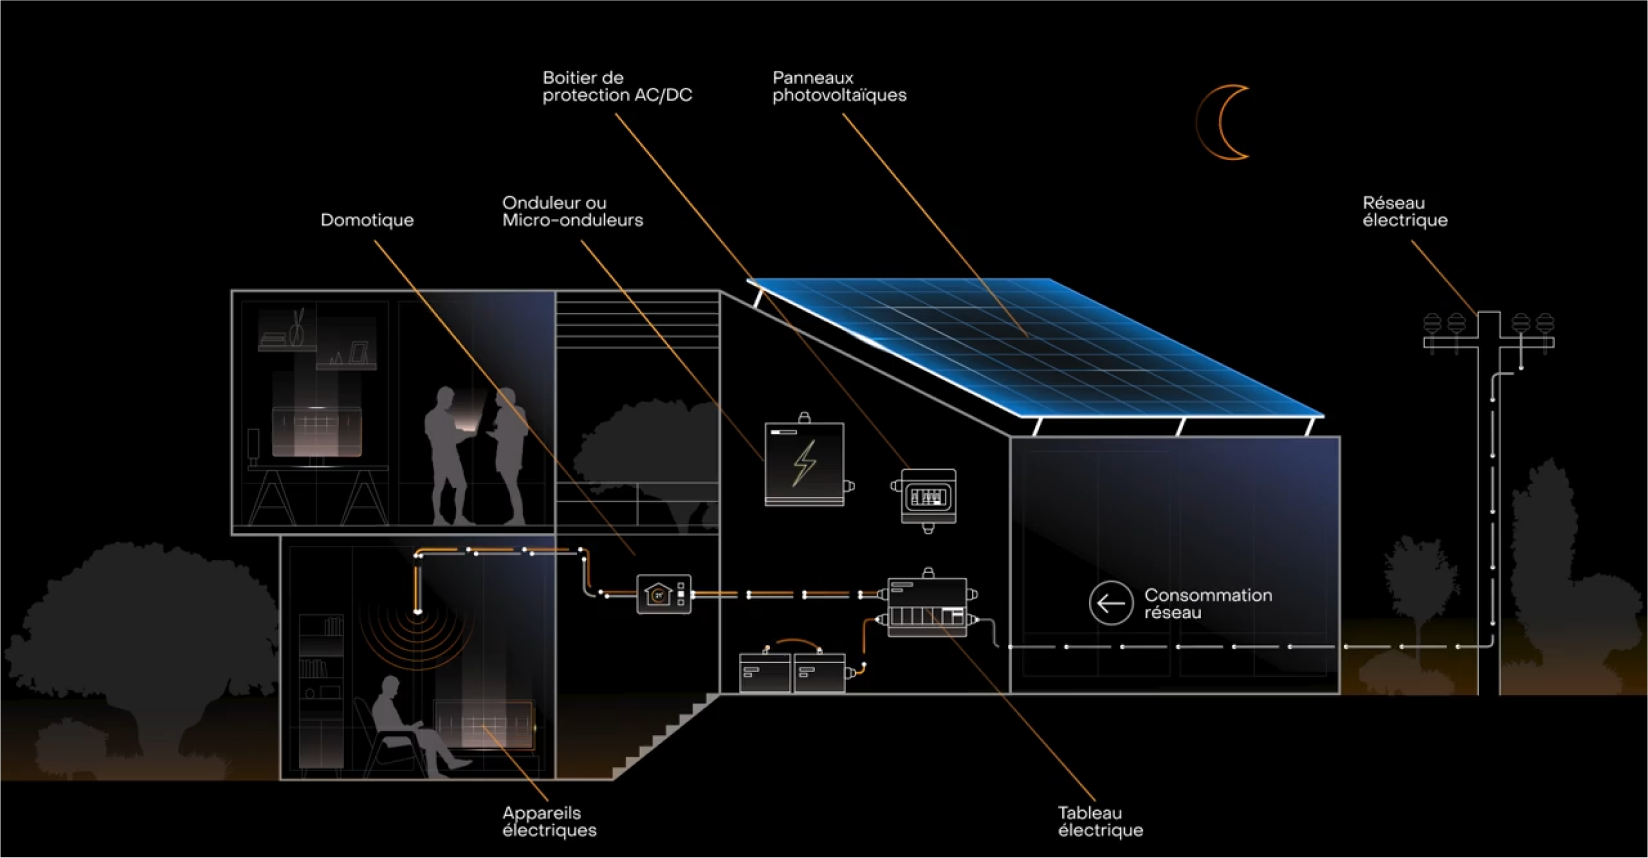 Boitier de
protection AC/DC
Panneaux
photovoltaïques
Onduleur ou
Micro-onduleurs
Domotique
Réseau
électrique
Consommation
réseau
Appareils
électriques
Tableau
électrique